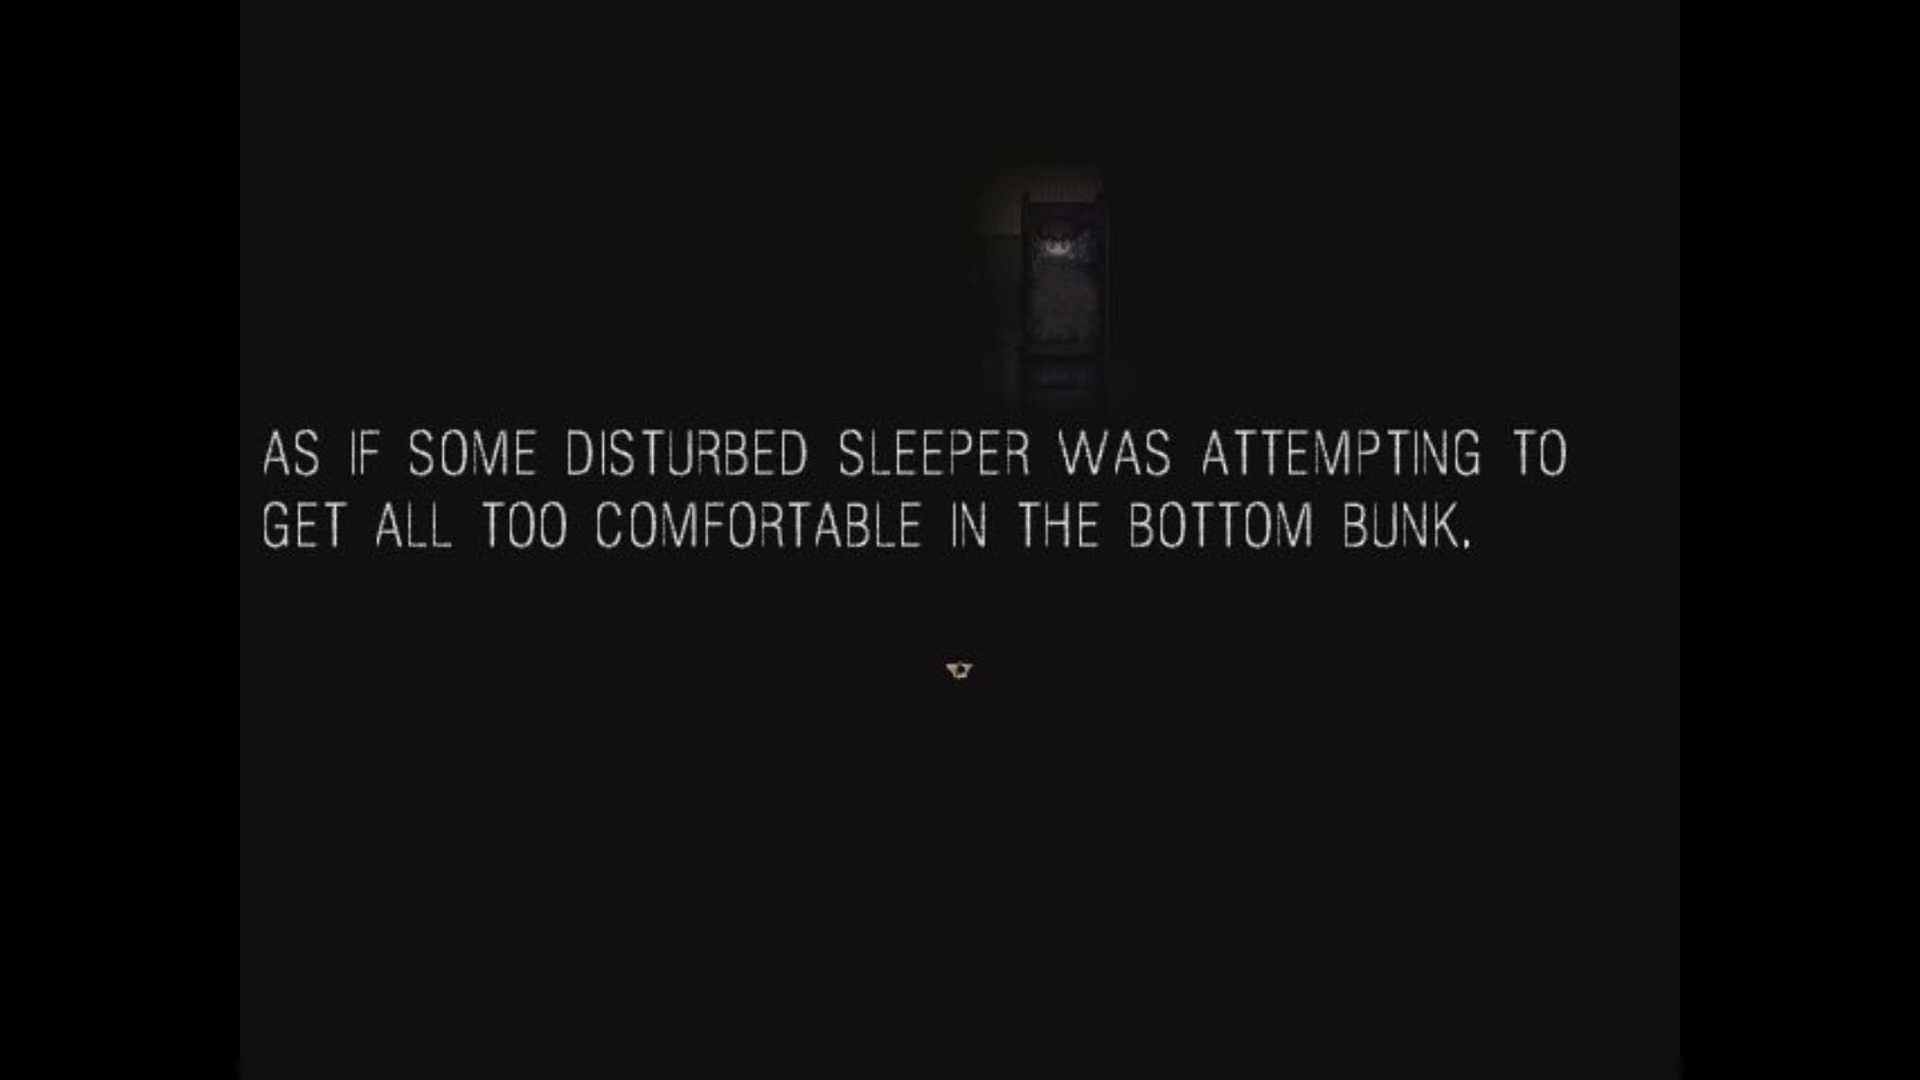 AS IF SOME DISTURBED SLEEPER WAS ATTEMPTING TO
GET ALL TOO COMFORTABLE IN THE BOTTOM BUNK.